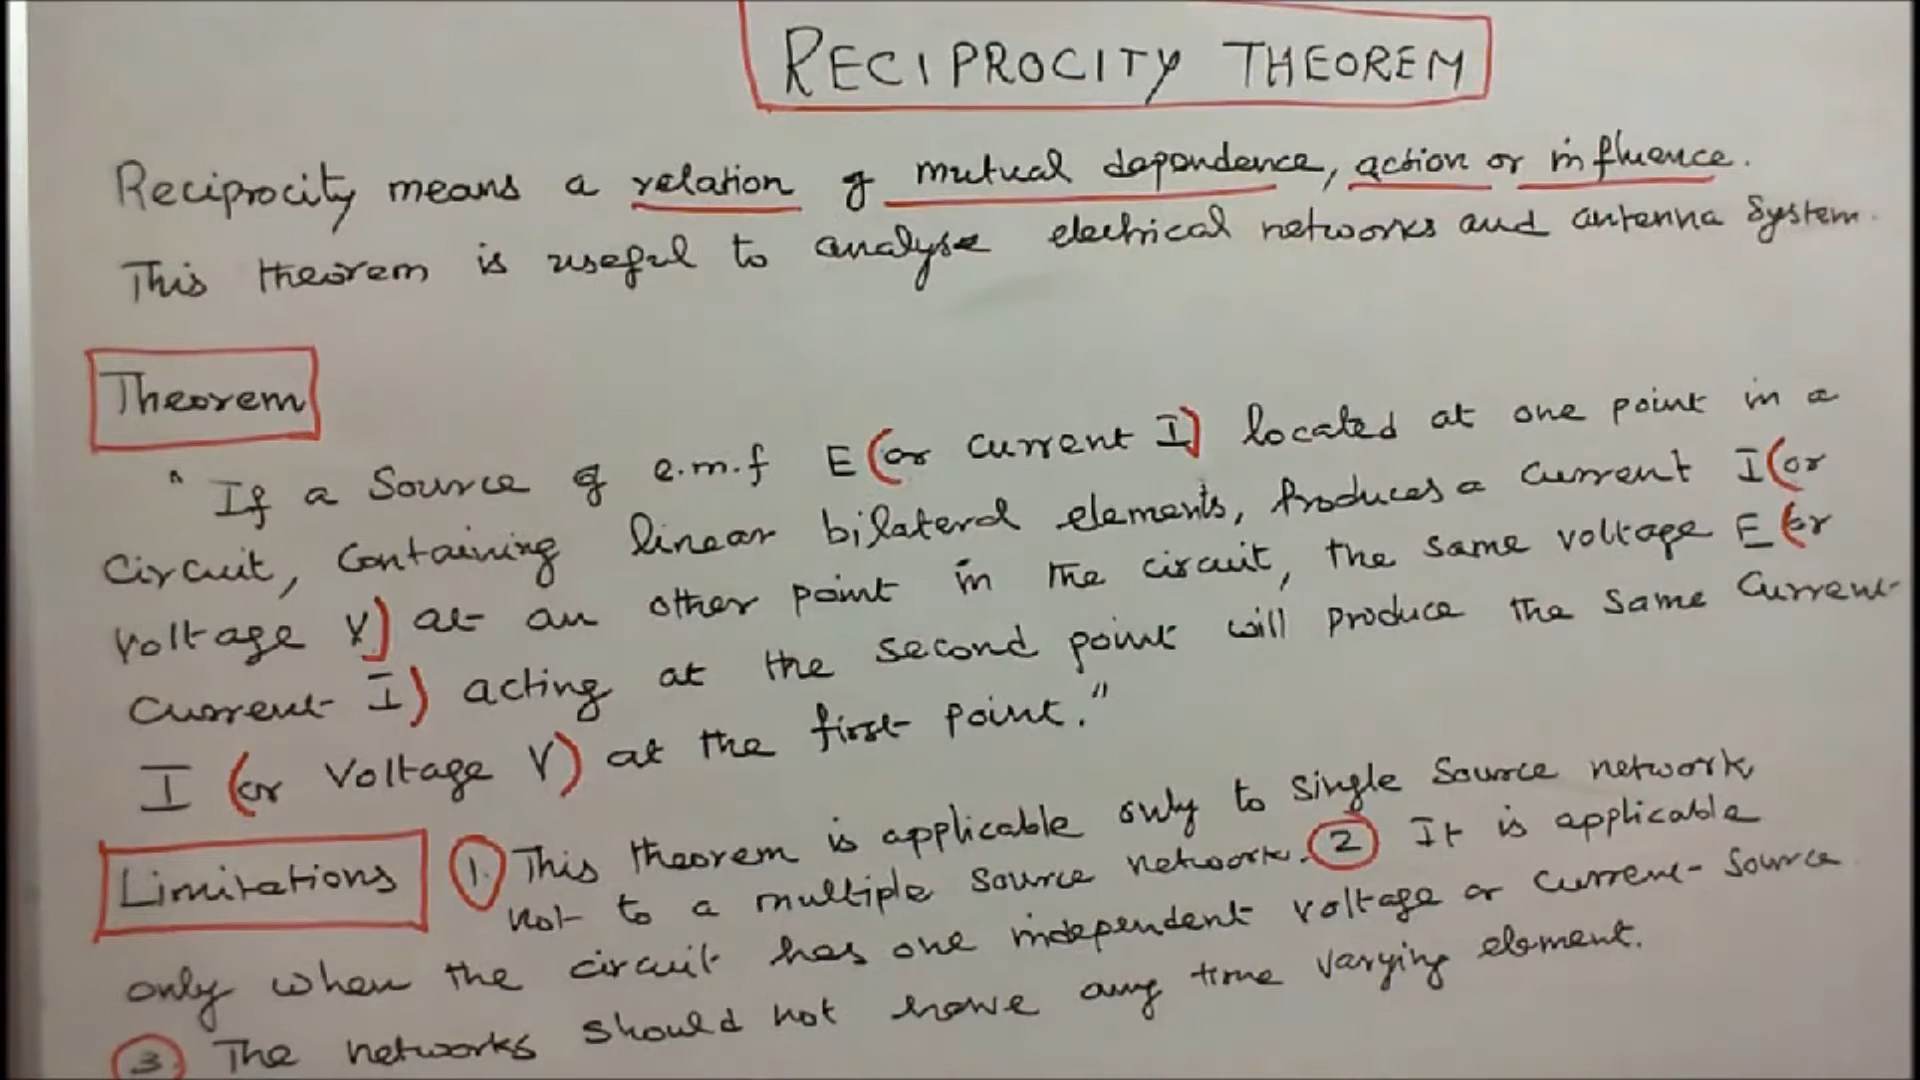 RECIPROCITY THEOREM
Reciprocity means a relation of mutual dependence, action or influence.
This theorem is useful to analyse electrical networks and antenna system.
Theorem
"If a source of e.m.f E (or current I) located at one point in a
circuit, containing linear bilateral elements, produces a current I (or
voltage V) at an other point in the circuit, the same voltage E (or
current I) acting at the second point will produce the same current
I (or voltage V) at the first point."
Limitations ① This theorem is applicable only to single source network
not to a multiple source network. ② It is applicable
only when the circuit has one independent voltage or current source
③ The networks should not have any time varying element.